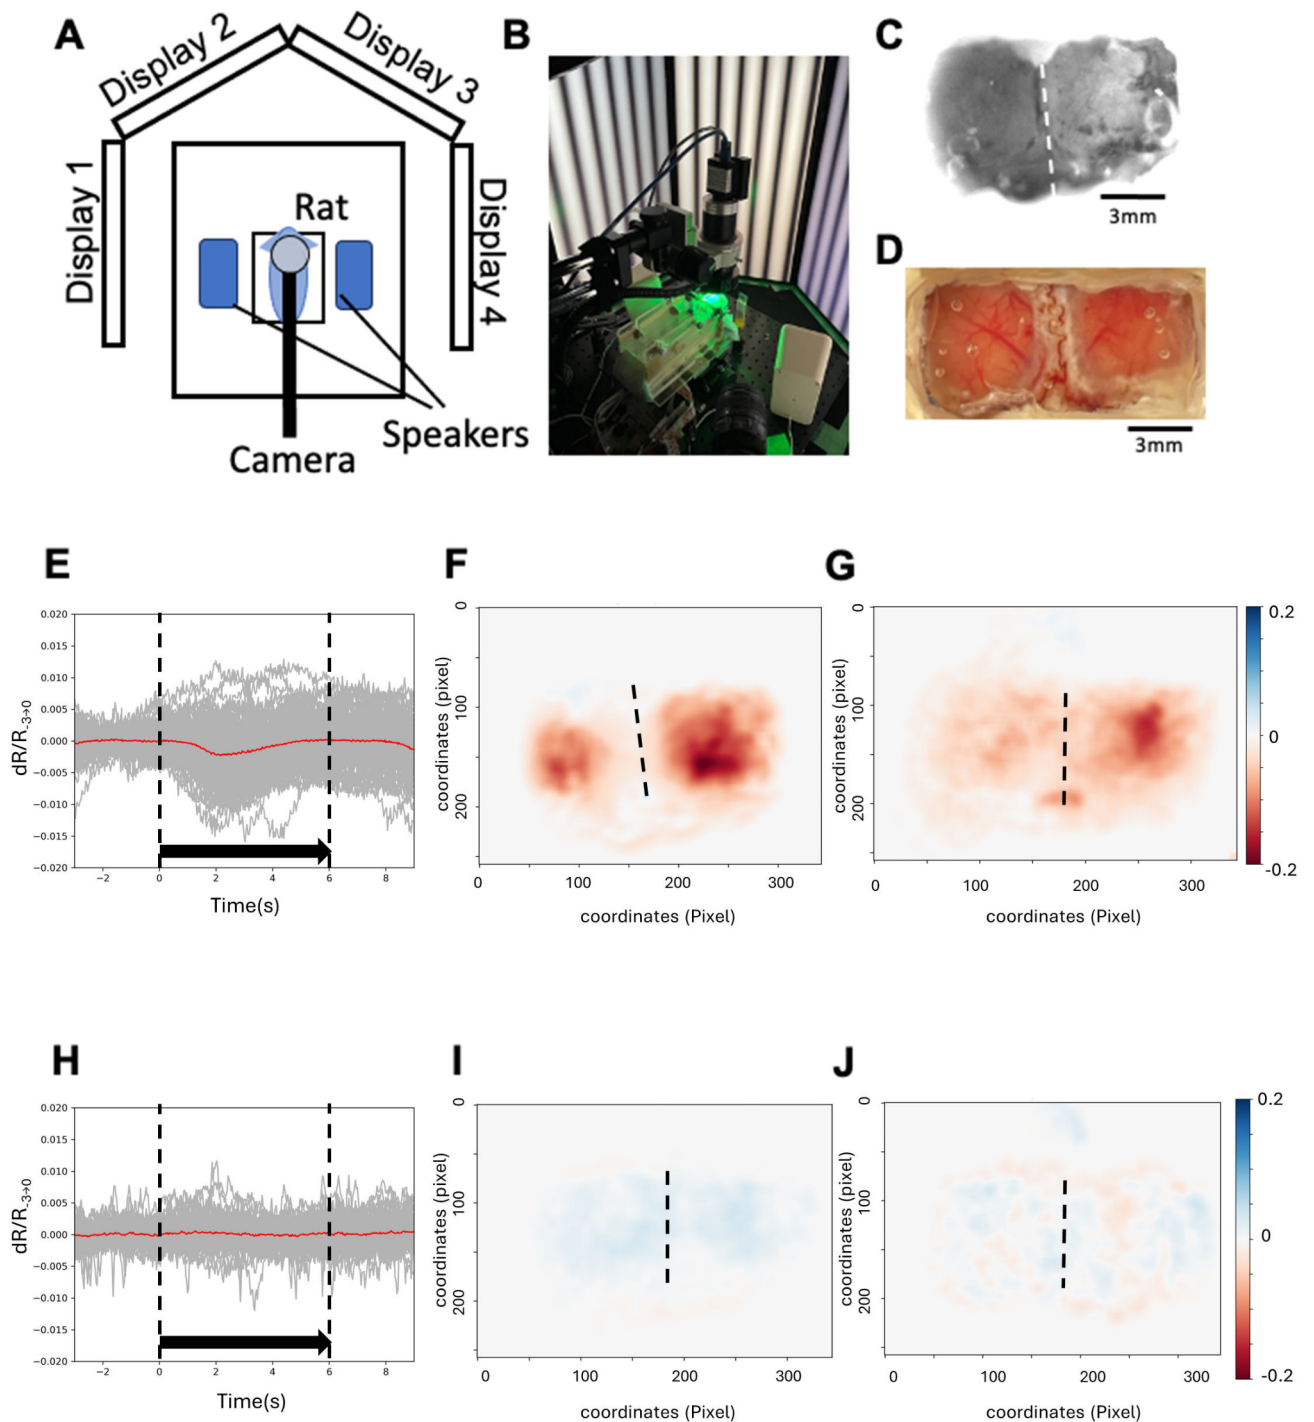 A
B
C
Display 2
Display 3
Display 1
Display 4
Rat
Camera
Speakers
3mm
D
3mm
E
F
G
0.020
0.015
0.010
0.005
0.000
−0.005
−0.010
−0.015
−0.020
dR/R-3→0
−2
0
2
4
6
8
Time(s)
0
100
200
coordinates (pixel)
0
100
200
300
coordinates (Pixel)
0
100
200
coordinates (pixel)
0
100
200
300
coordinates (Pixel)
0.2
0
-0.2
H
I
J
0.020
0.015
0.010
0.005
0.000
−0.005
−0.010
−0.015
−0.020
dR/R-3→0
−2
0
2
4
6
8
Time(s)
0
100
200
coordinates (pixel)
0
100
200
300
coordinates (Pixel)
0
100
200
coordinates (pixel)
0
100
200
300
coordinates (Pixel)
0.2
0
-0.2